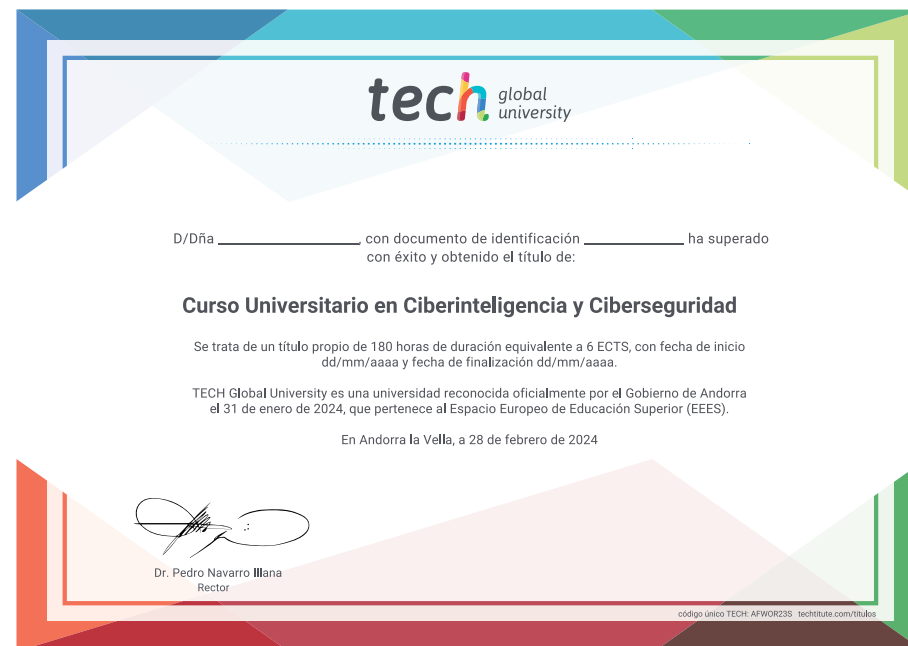 tech global university
D/Dña ____________________, con documento de identificación ______________ ha superado
con éxito y obtenido el título de:
Curso Universitario en Ciberinteligencia y Ciberseguridad
Se trata de un título propio de 180 horas de duración equivalente a 6 ECTS, con fecha de inicio
dd/mm/aaaa y fecha de finalización dd/mm/aaaa.
TECH Global University es una universidad reconocida oficialmente por el Gobierno de Andorra
el 31 de enero de 2024, que pertenece al Espacio Europeo de Educación Superior (EEES).
En Andorra la Vella, a 28 de febrero de 2024
Dr. Pedro Navarro Illana
Rector
código único TECH: AFWOR23S techtitute.com/titulos